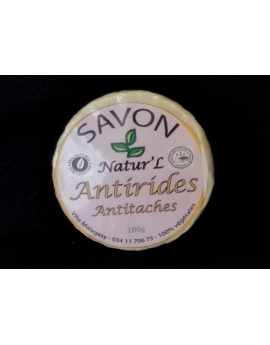 SAVON
Natur'L
Antirides
Antitaches
100g
Vita Malagasy - 034 11 706 75 - 100% végétales